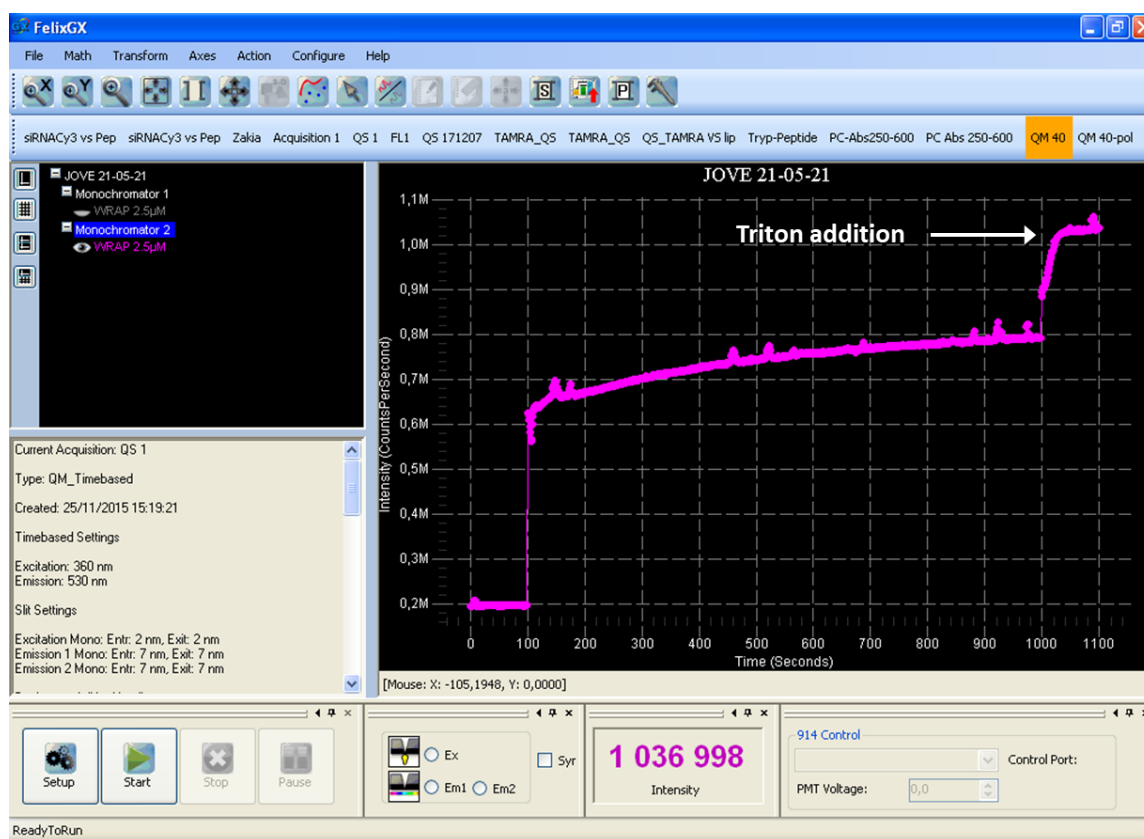 FelixGX
File Math Transform Axes Action Configure Help
siRNACy3 vs Pep siRNACy3 vs Pep Zakia Acquisition 1 QS 1 FL1 QS 171207 TAMRA_QS TAMRA_QS QS_TAMRA VS lip Tryp-Peptide PC-Abs250-600 PC Abs 250-600 QM 40 QM 40-pol
JOVE 21-05-21
Monochromator 1
WRAP 2.5µM
Monochromator 2
WRAP 2.5µM
Current Acquisition: QS 1
Type: QM_Timebased
Created: 25/11/2015 15:19:21
Timebased Settings
Excitation: 360 nm
Emission: 530 nm
Slit Settings
Excitation Mono: Entr: 2 nm, Exit: 2 nm
Emission 1 Mono: Entr: 7 nm, Exit: 7 nm
Emission 2 Mono: Entr: 7 nm, Exit: 7 nm
JOVE 21-05-21
Triton addition
Intensity (CountsPerSecond)
1,1M
1,0M
0,9M
0,8M
0,7M
0,6M
0,5M
0,4M
0,3M
0,2M
0 100 200 300 400 500 600 700 800 900 1000 1100
Time (Seconds)
[Mouse: X: -105,1948, Y: 0,0000]
Setup Start Stop Pause
Ex
Em1 Em2
Syr
1 036 998
Intensity
914 Control
Control Port:
PMT Voltage: 0,0
ReadyToRun